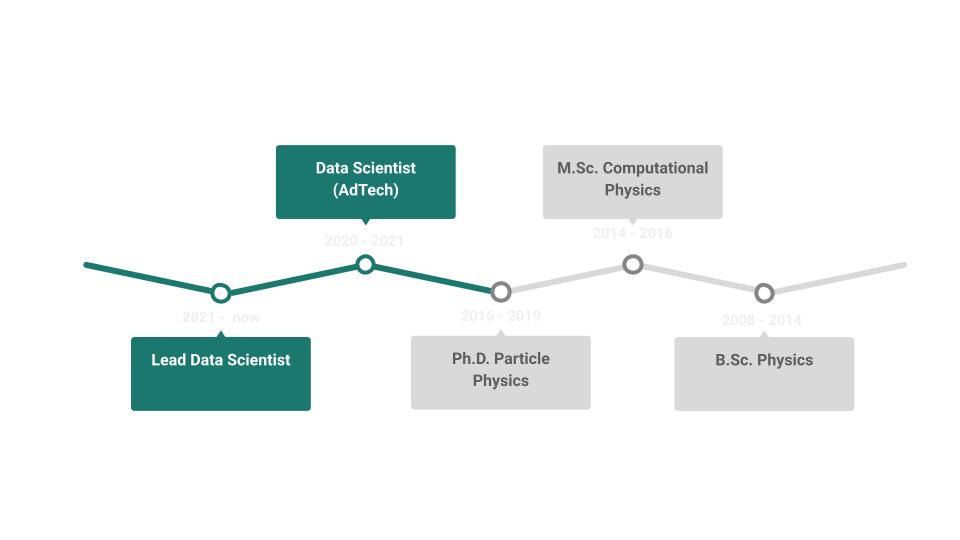 Data Scientist
(AdTech)
2020 - 2021
M.Sc. Computational
Physics
2014 - 2016
2021 - now
Lead Data Scientist
2016 - 2019
Ph.D. Particle
Physics
2008 - 2014
B.Sc. Physics